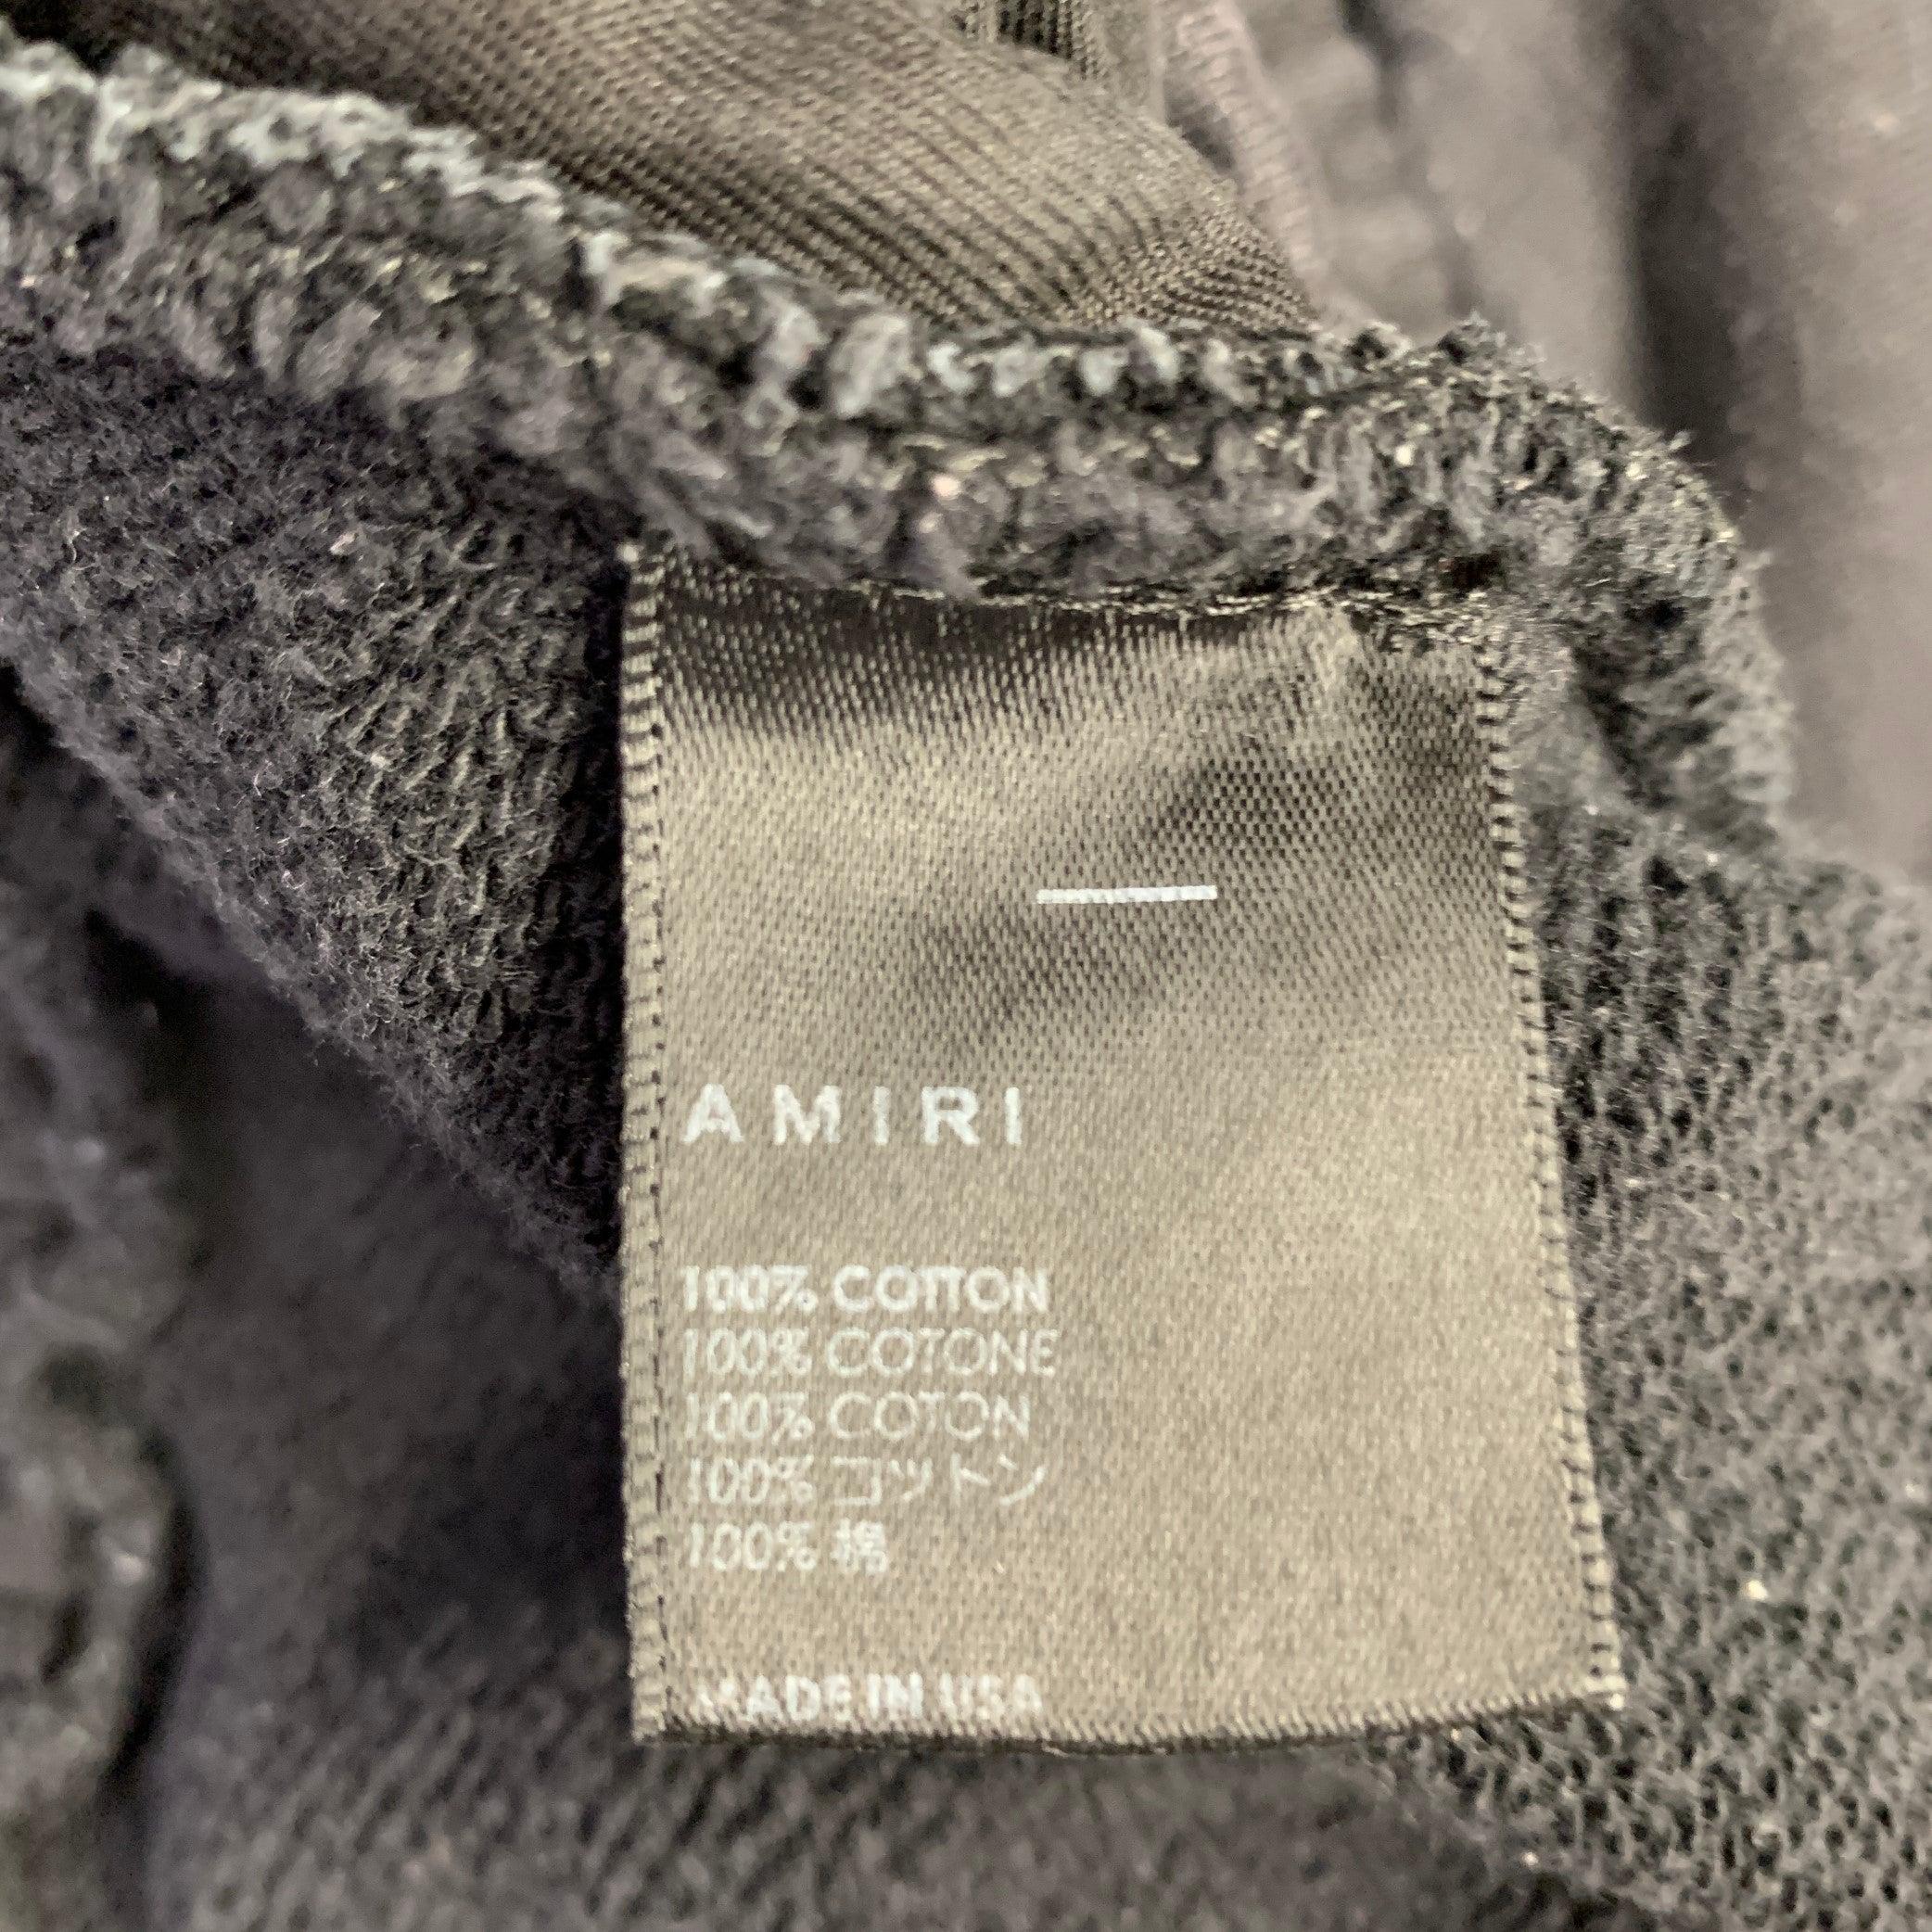 AMIRI
100% COTTON
100% COTONE
100% COTON
100% コットン
100% 棉
MADE IN USA